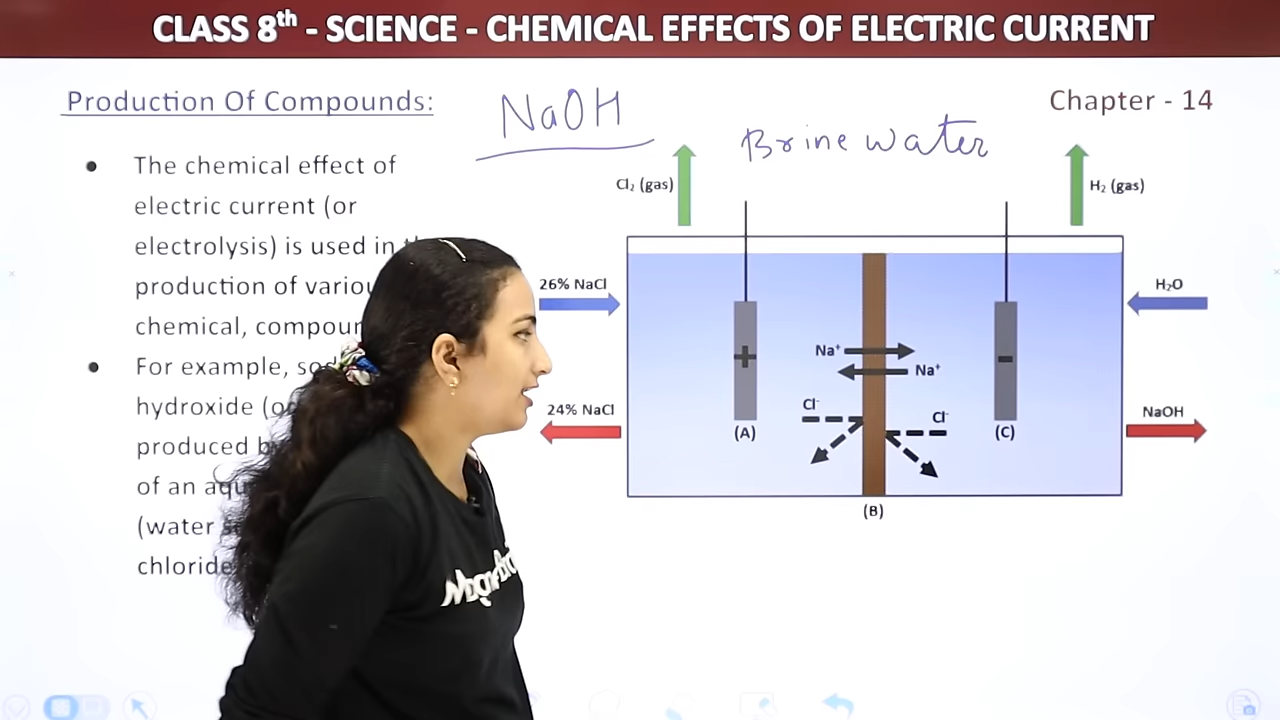 CLASS 8th - SCIENCE - CHEMICAL EFFECTS OF ELECTRIC CURRENT
Production Of Compounds:
NaOH
Brine water
Chapter - 14
● The chemical effect of
electric current (or
electrolysis) is used in
production of
chemical,
● For example,
hydroxide
produced
of an
(water
chloride
Cl₂ (gas)
H₂ (gas)
26% NaCl
H₂O
+
-
Na⁺
Na⁺
Cl⁻
Cl⁻
24% NaCl
NaOH
(A)
(C)
(B)